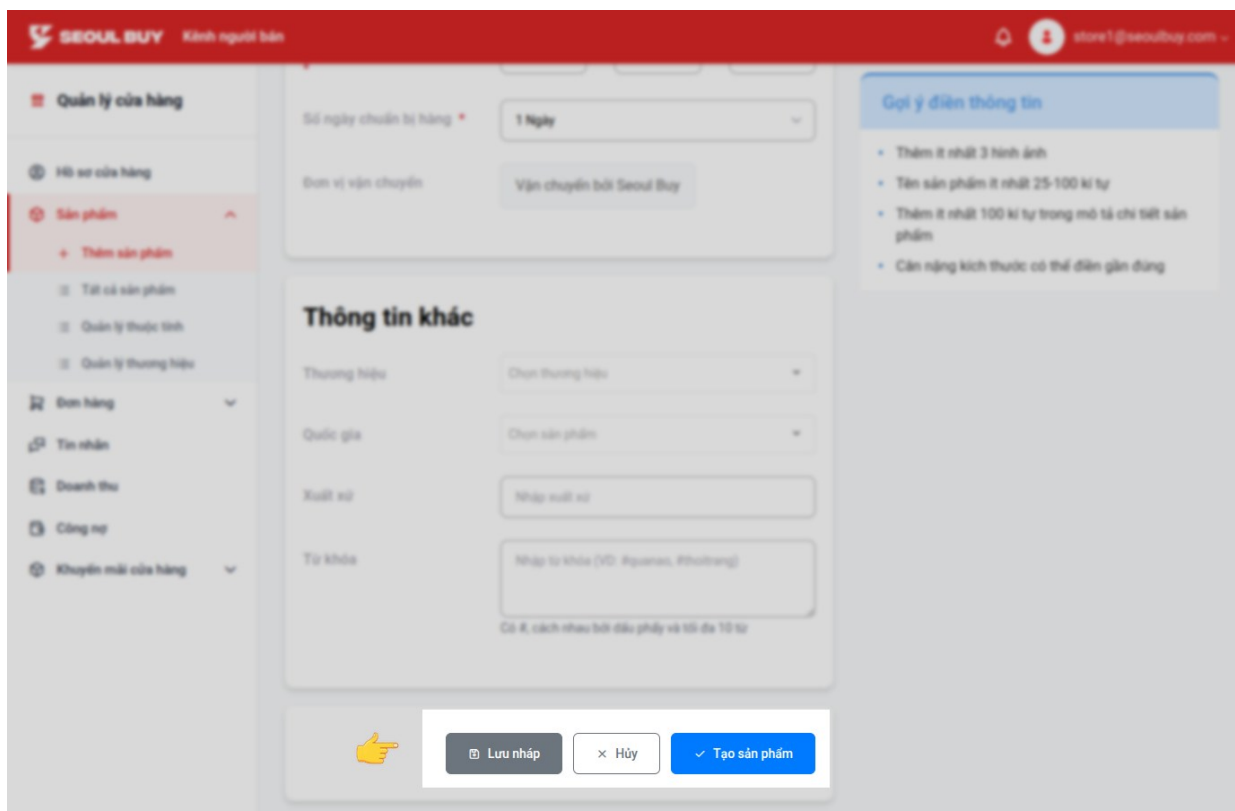 SEOUL BUY Kênh người bán
store1@seoulbuy.com
Quản lý cửa hàng
Hồ sơ cửa hàng
Sản phẩm
+ Thêm sản phẩm
Tất cả sản phẩm
Quản lý thuộc tính
Quản lý thương hiệu
Đơn hàng
Tin nhắn
Doanh thu
Công nợ
Khuyến mãi cửa hàng
Số ngày chuẩn bị hàng *
1 Ngày
Đơn vị vận chuyển
Vận chuyển bởi Seoul Buy
Thông tin khác
Thương hiệu
Chọn thương hiệu
Quốc gia
Chọn sản phẩm
Xuất xứ
Nhập xuất xứ
Từ khóa
Nhập từ khóa (VD: #quanao, #thoitrang)
Có #, cách nhau bởi dấu phẩy và tối đa 10 từ
Lưu nháp
Hủy
Tạo sản phẩm
Gợi ý điền thông tin
• Thêm ít nhất 3 hình ảnh
• Tên sản phẩm ít nhất 25-100 kí tự
• Thêm ít nhất 100 kí tự trong mô tả chi tiết sản
phẩm
• Cân nặng kích thước có thể điền gần đúng